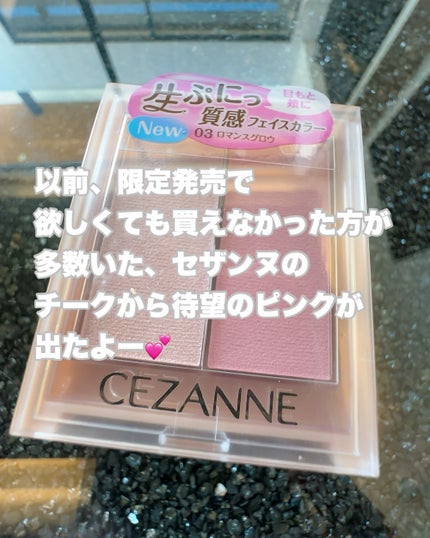 生ぷにっ
質感フェイスカラー
目もと
頬に
New
03 ロマンスグロウ
以前、限定発売で
欲しくても買えなかった方が
多数いた、セザンヌの
チークから待望のピンクが
出たよー💕
CEZANNE